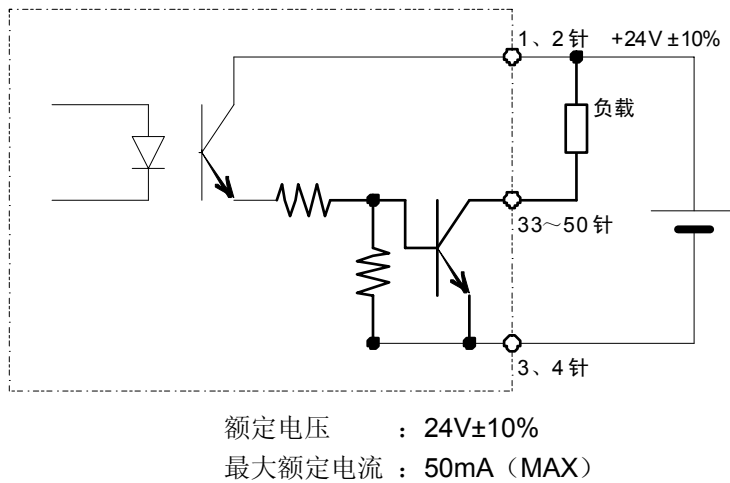 1、2针 +24V ±10%
负载
33～50针
3、4针
额定电压 ：24V±10%
最大额定电流 ：50mA（MAX）